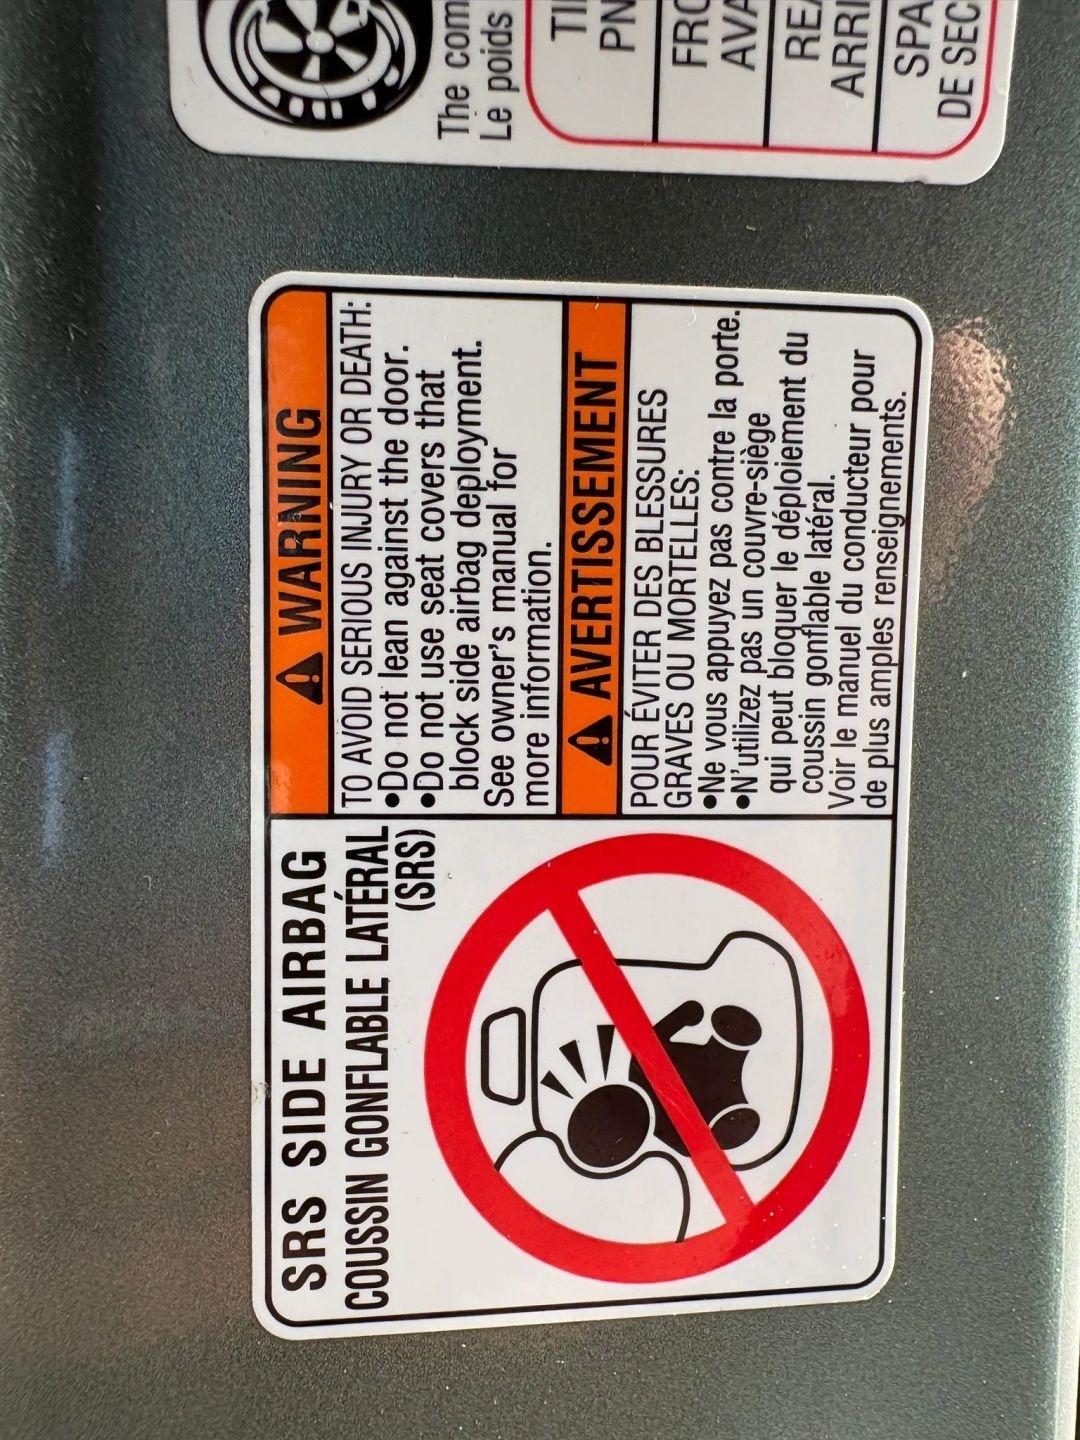 SRS SIDE AIRBAG
COUSSIN GONFLABLE LATÉRAL
(SRS)
WARNING
TO AVOID SERIOUS INJURY OR DEATH:
•Do not lean against the door.
•Do not use seat covers that
block side airbag deployment.
See owner's manual for
more information.
AVERTISSEMENT
POUR ÉVITER DES BLESSURES
GRAVES OU MORTELLES:
•Ne vous appuyez pas contre la porte.
•N'utilizez pas un couvre-siège
qui peut bloquer le déploiement du
coussin gonflable latéral.
Voir le manuel du conducteur pour
de plus amples renseignements.
The com
Le poids
PN
FRO
AVA
REA
ARRI
SPA
DE SEC